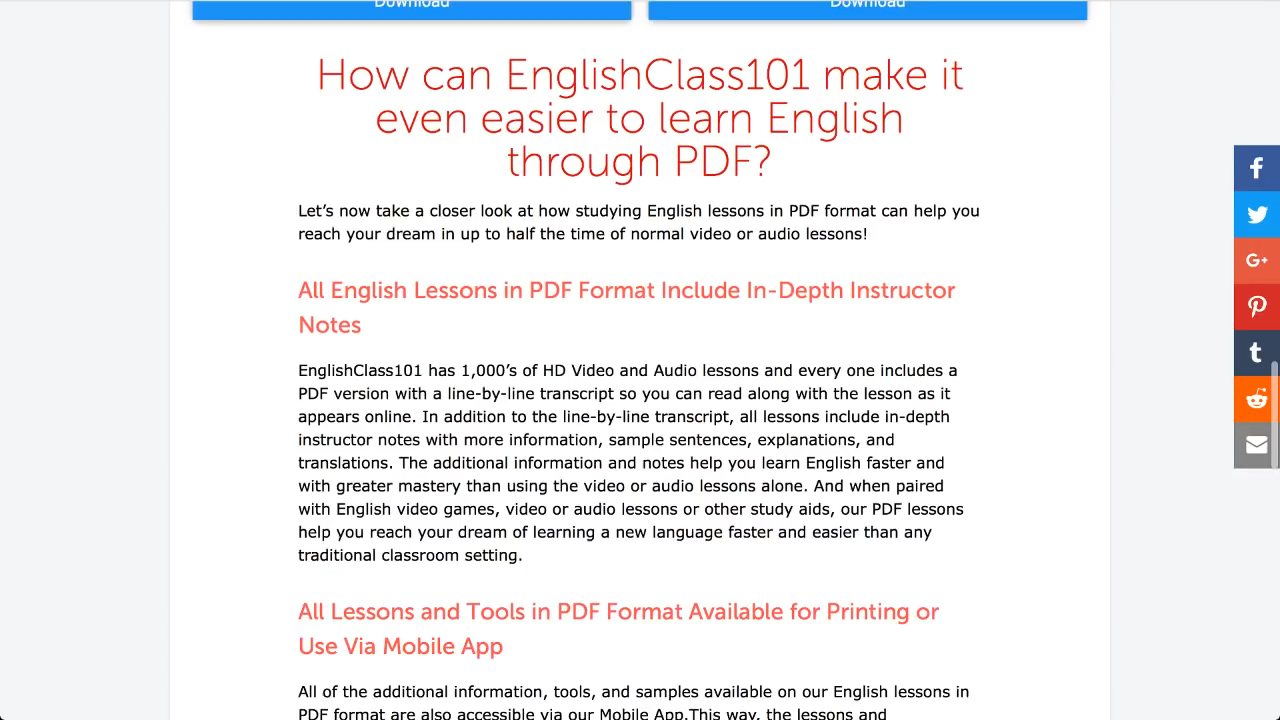 Download Download
How can EnglishClass101 make it
even easier to learn English
through PDF?
Let’s now take a closer look at how studying English lessons in PDF format can help you
reach your dream in up to half the time of normal video or audio lessons!
All English Lessons in PDF Format Include In-Depth Instructor
Notes
EnglishClass101 has 1,000’s of HD Video and Audio lessons and every one includes a
PDF version with a line-by-line transcript so you can read along with the lesson as it
appears online. In addition to the line-by-line transcript, all lessons include in-depth
instructor notes with more information, sample sentences, explanations, and
translations. The additional information and notes help you learn English faster and
with greater mastery than using the video or audio lessons alone. And when paired
with English video games, video or audio lessons or other study aids, our PDF lessons
help you reach your dream of learning a new language faster and easier than any
traditional classroom setting.
All Lessons and Tools in PDF Format Available for Printing or
Use Via Mobile App
All of the additional information, tools, and samples available on our English lessons in
PDF format are also accessible via our Mobile App.This way, the lessons and